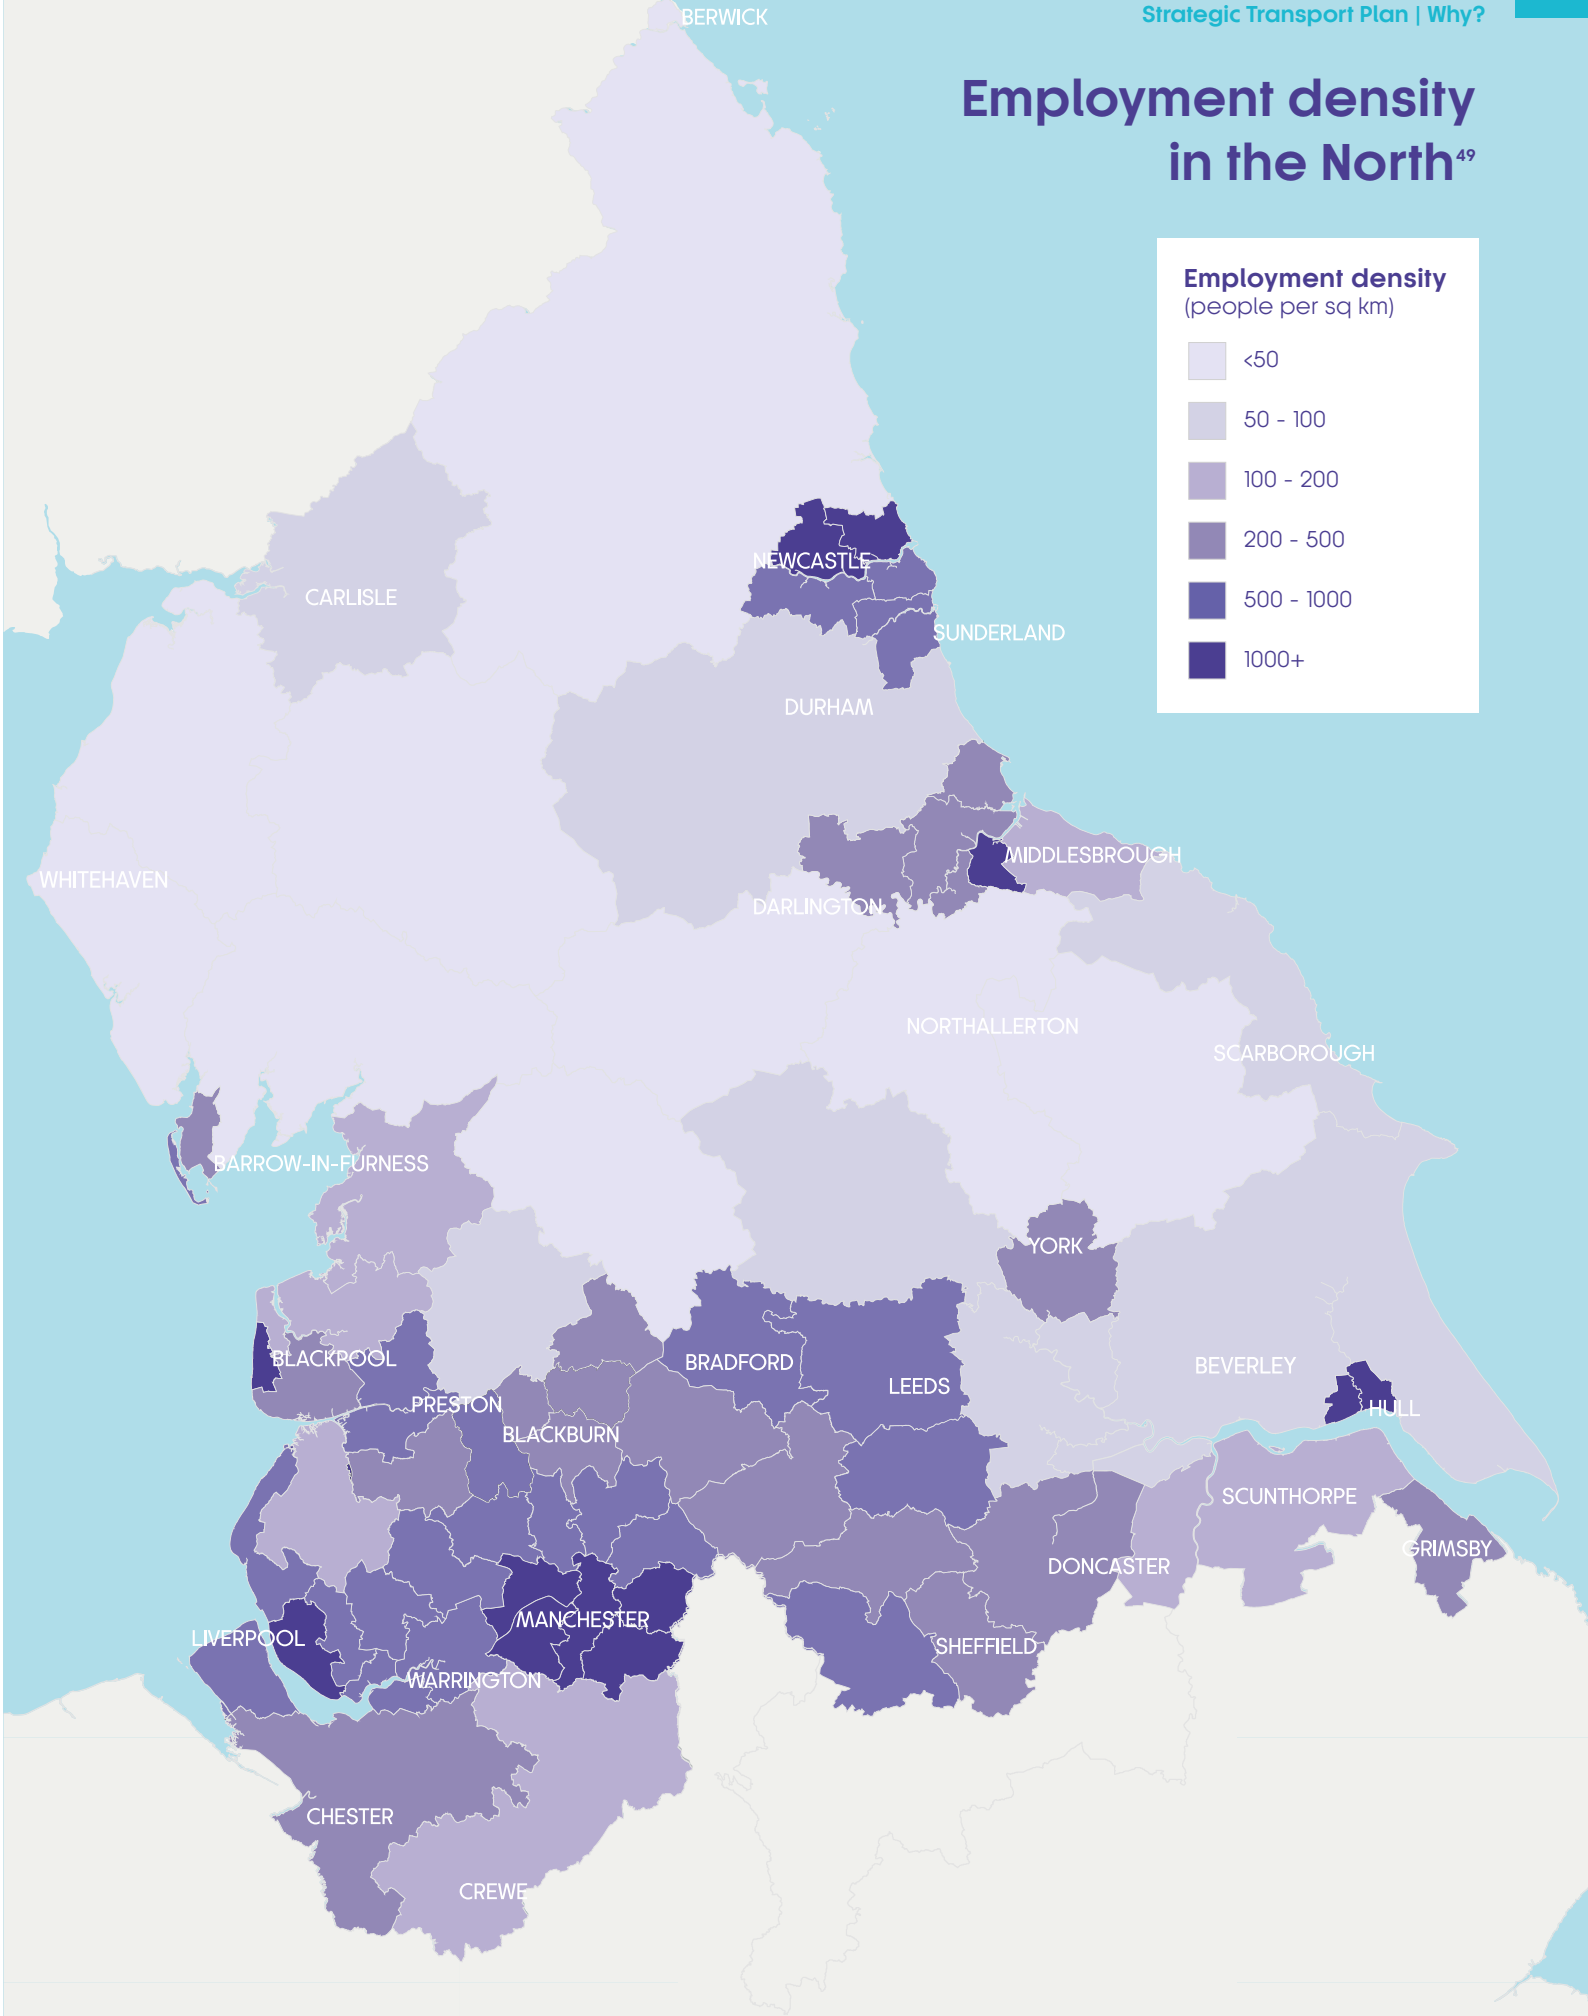 Strategic Transport Plan | Why?
Employment density
in the North⁴⁹
Employment density
(people per sq km)
<50
50 - 100
100 - 200
200 - 500
500 - 1000
1000+
BERWICK
NEWCASTLE
CARLISLE
SUNDERLAND
DURHAM
MIDDLESBROUGH
WHITEHAVEN
DARLINGTON
NORTHALLERTON
SCARBOROUGH
BARROW-IN-FURNESS
YORK
BLACKPOOL
BRADFORD
BEVERLEY
LEEDS
PRESTON
HULL
BLACKBURN
SCUNTHORPE
GRIMSBY
DONCASTER
MANCHESTER
LIVERPOOL
SHEFFIELD
WARRINGTON
CHESTER
CREWE